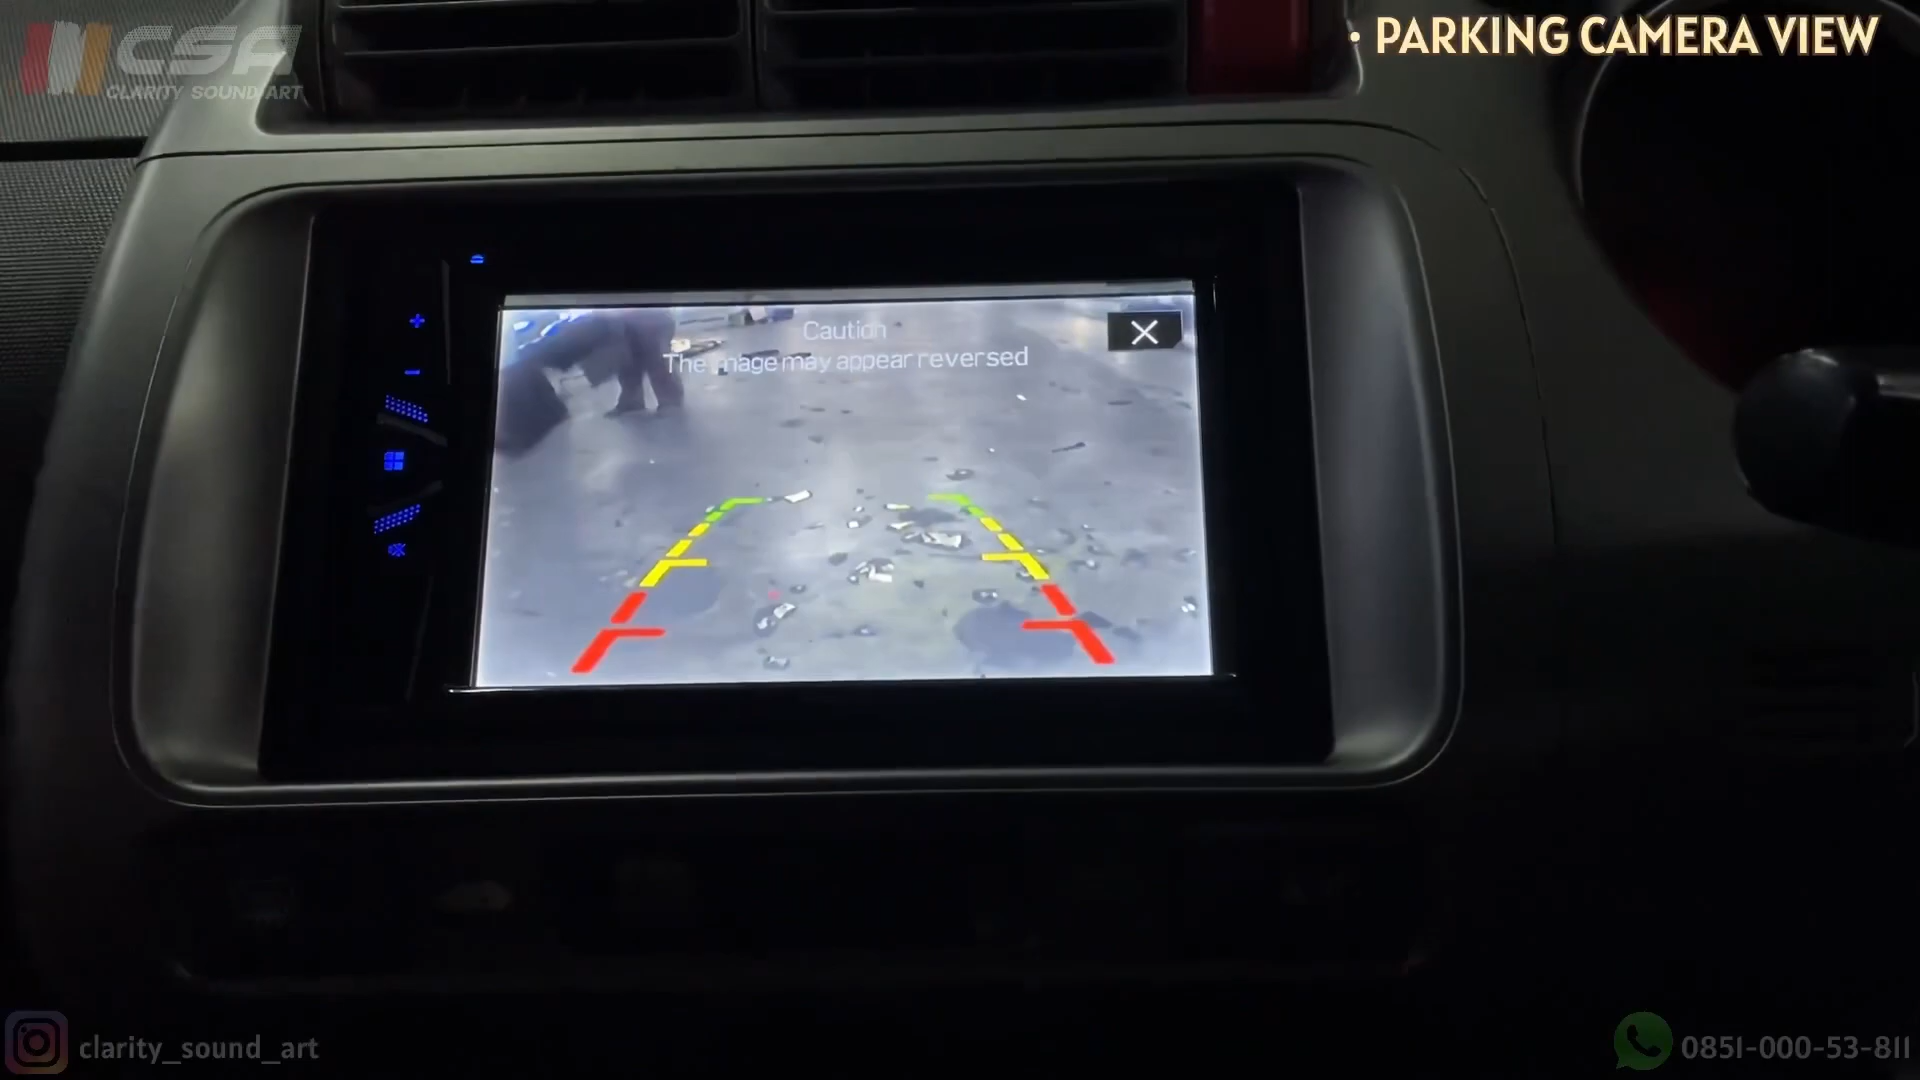 CSA
CLARITY SOUND ART
• PARKING CAMERA VIEW
Caution
The image may appear reversed
clarity_sound_art
0851-000-53-811